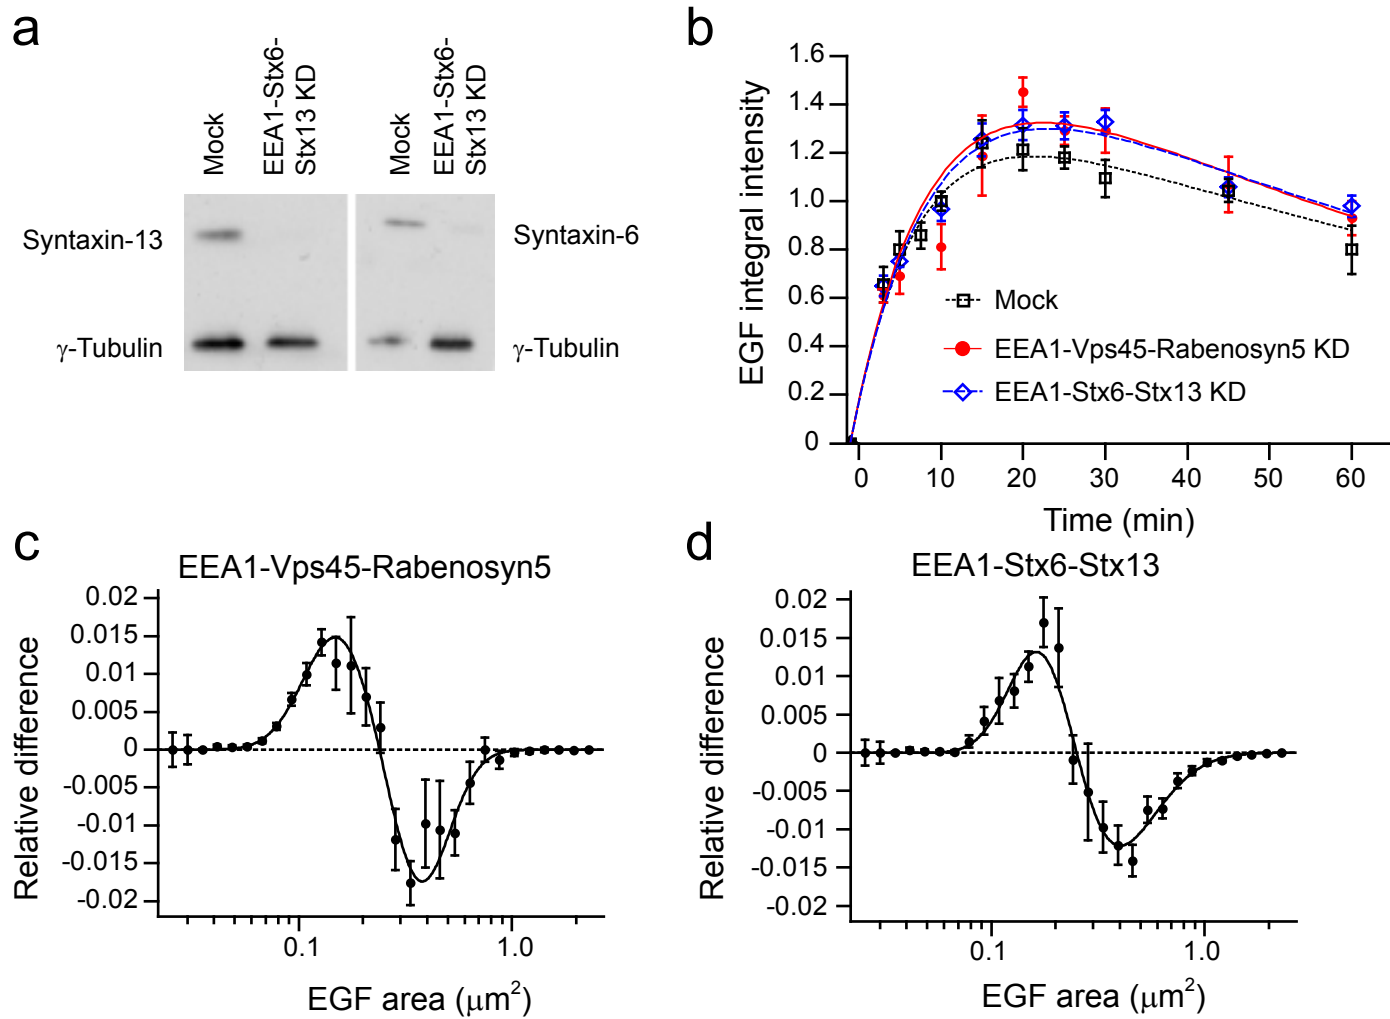 a
Mock
EEA1-Stx6-
Stx13 KD
Mock
EEA1-Stx6-
Stx13 KD
Syntaxin-13
Syntaxin-6
γ-Tubulin
γ-Tubulin
b
EGF integral intensity
1.6
1.4
1.2
1.0
0.8
0.6
0.4
0.2
0
Mock
EEA1-Vps45-Rabenosyn5 KD
EEA1-Stx6-Stx13 KD
0 10 20 30 40 50 60
Time (min)
c
EEA1-Vps45-Rabenosyn5
Relative difference
0.02
0.015
0.01
0.005
0
-0.005
-0.01
-0.015
-0.02
0.1 1.0
EGF area (μm²)
d
EEA1-Stx6-Stx13
Relative difference
0.02
0.015
0.01
0.005
0
-0.005
-0.01
-0.015
-0.02
0.1 1.0
EGF area (μm²)